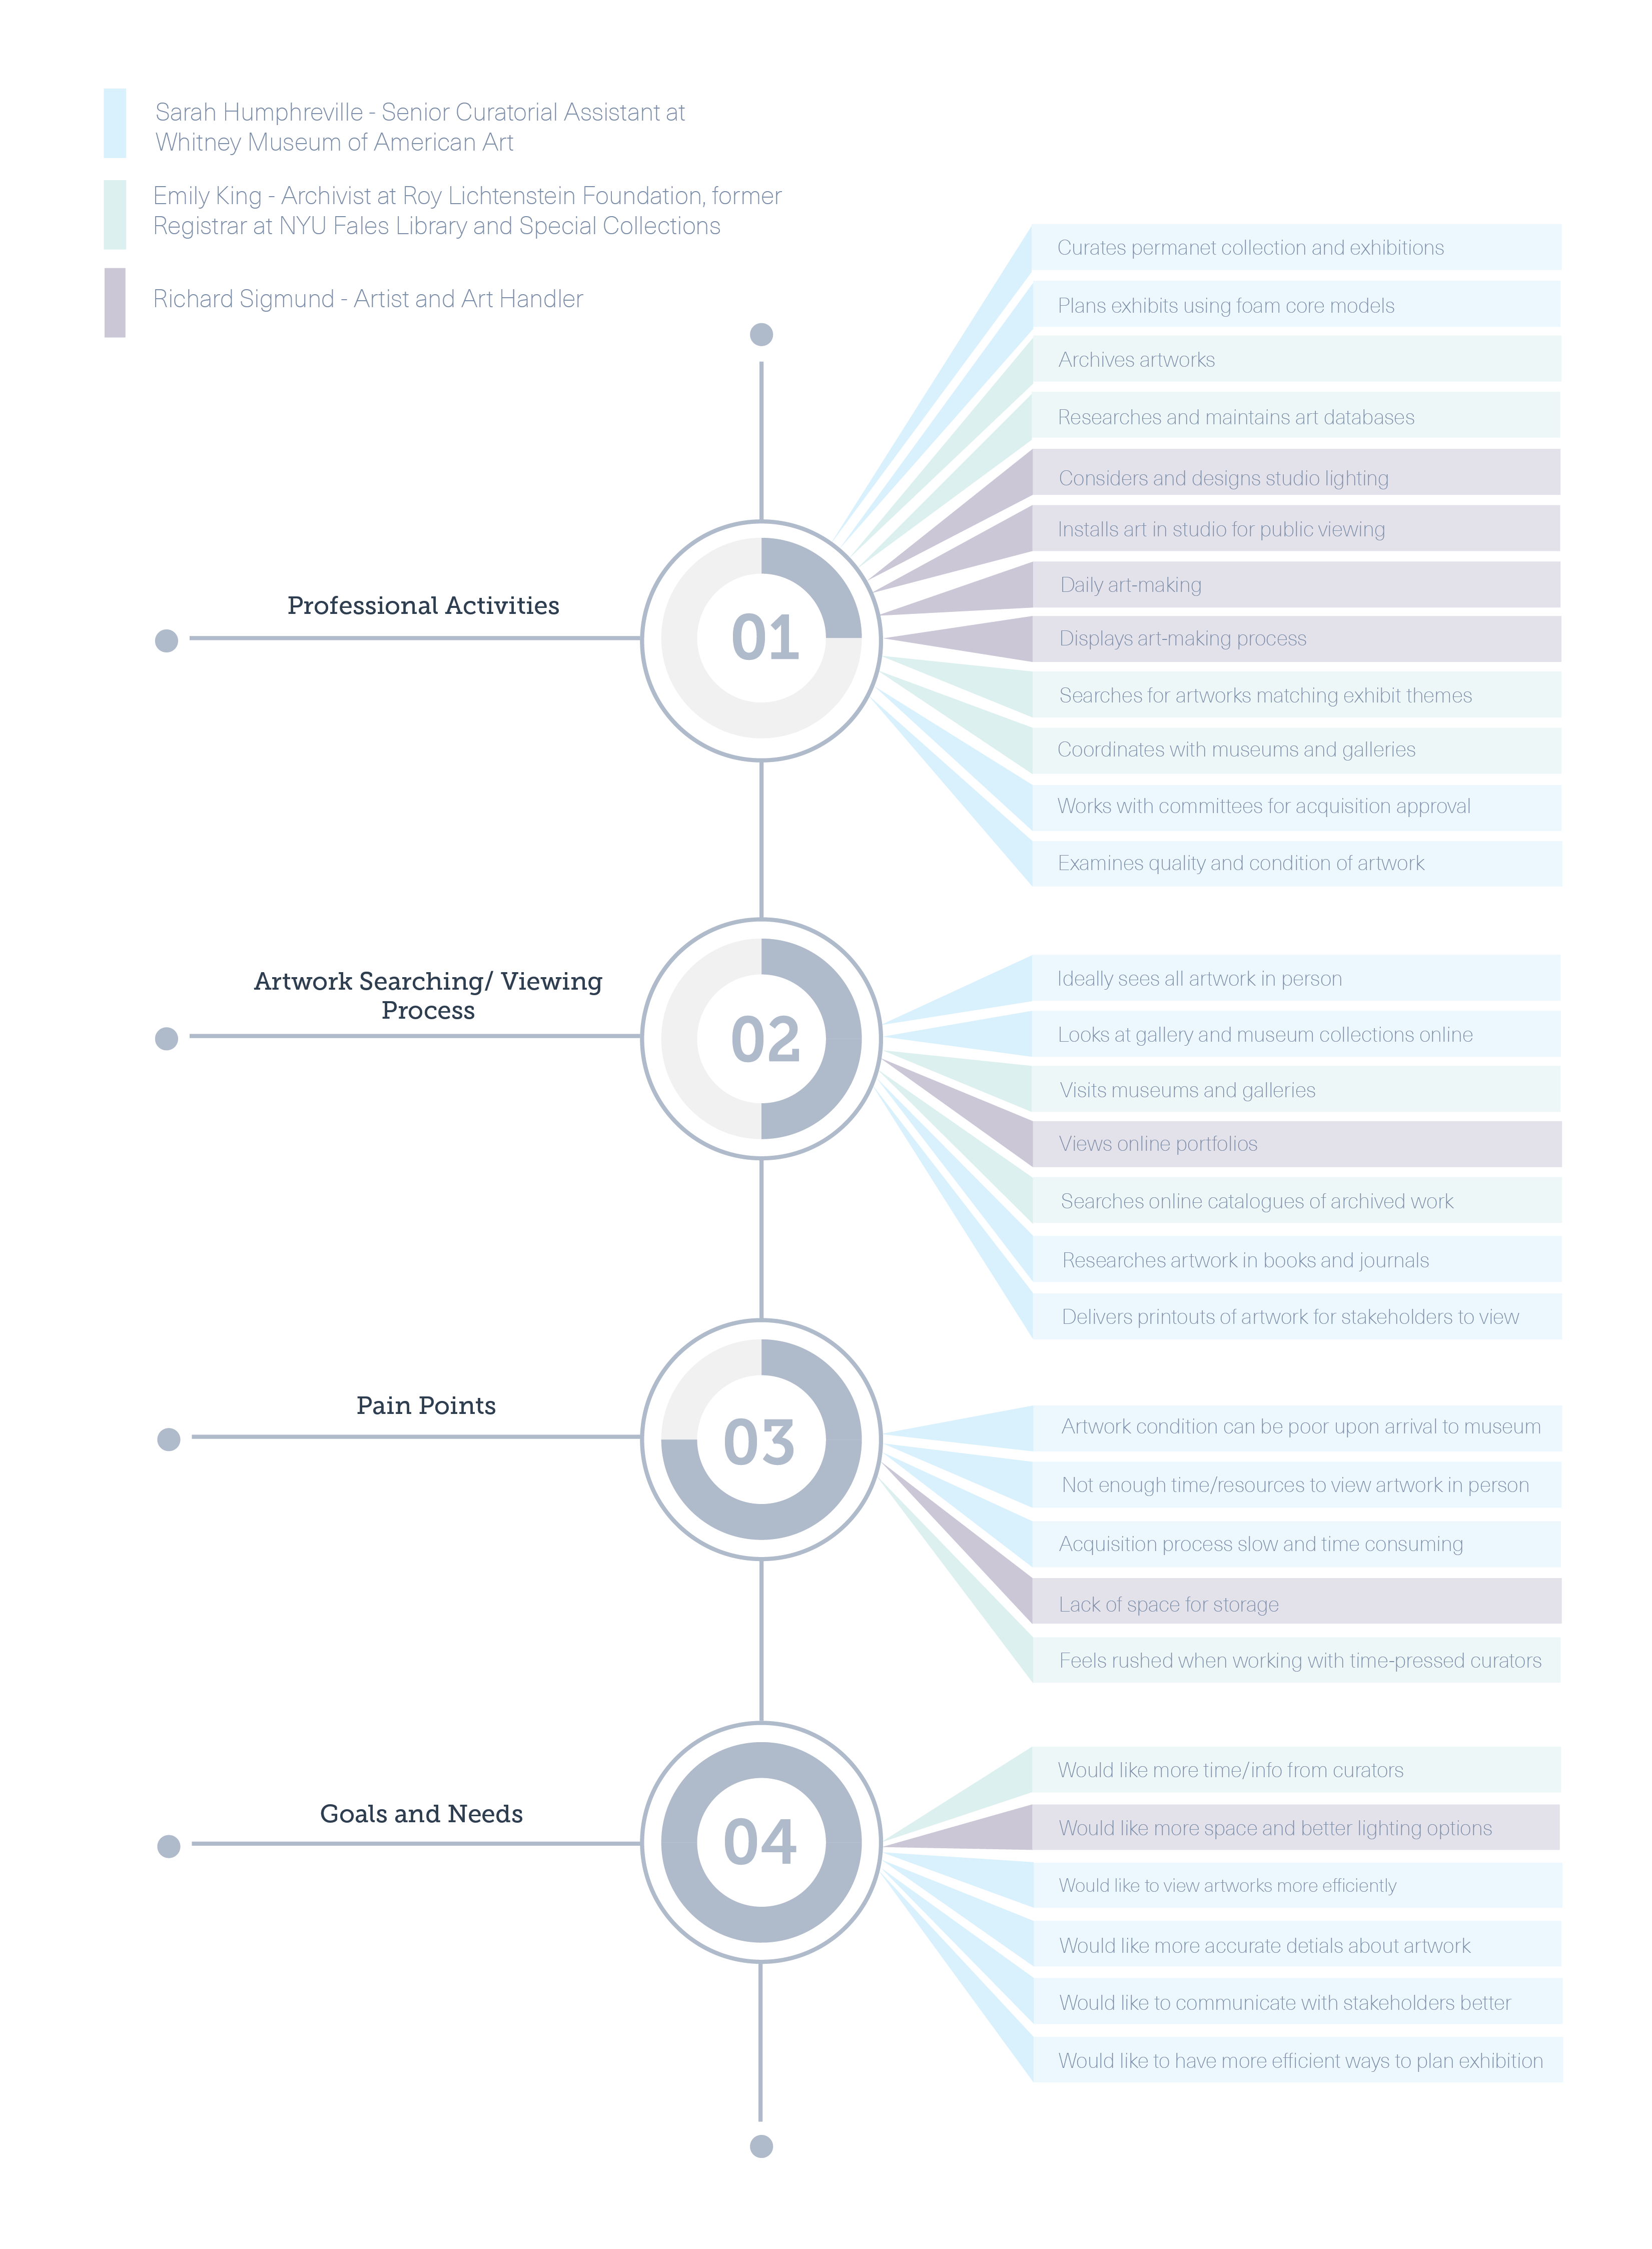 Sarah Humphreville - Senior Curatorial Assistant at
Whitney Museum of American Art
Emily King - Archivist at Roy Lichtenstein Foundation, former
Registrar at NYU Fales Library and Special Collections
Richard Sigmund - Artist and Art Handler
Professional Activities
01
Curates permanet collection and exhibitions
Plans exhibits using foam core models
Archives artworks
Researches and maintains art databases
Considers and designs studio lighting
Installs art in studio for public viewing
Daily art-making
Displays art-making process
Searches for artworks matching exhibit themes
Coordinates with museums and galleries
Works with committees for acquisition approval
Examines quality and condition of artwork
Artwork Searching/ Viewing
Process
02
Ideally sees all artwork in person
Looks at gallery and museum collections online
Visits museums and galleries
Views online portfolios
Searches online catalogues of archived work
Researches artwork in books and journals
Delivers printouts of artwork for stakeholders to view
Pain Points
03
Artwork condition can be poor upon arrival to museum
Not enough time/resources to view artwork in person
Acquisition process slow and time consuming
Lack of space for storage
Feels rushed when working with time-pressed curators
Goals and Needs
04
Would like more time/info from curators
Would like more space and better lighting options
Would like to view artworks more efficiently
Would like more accurate detials about artwork
Would like to communicate with stakeholders better
Would like to have more efficient ways to plan exhibition